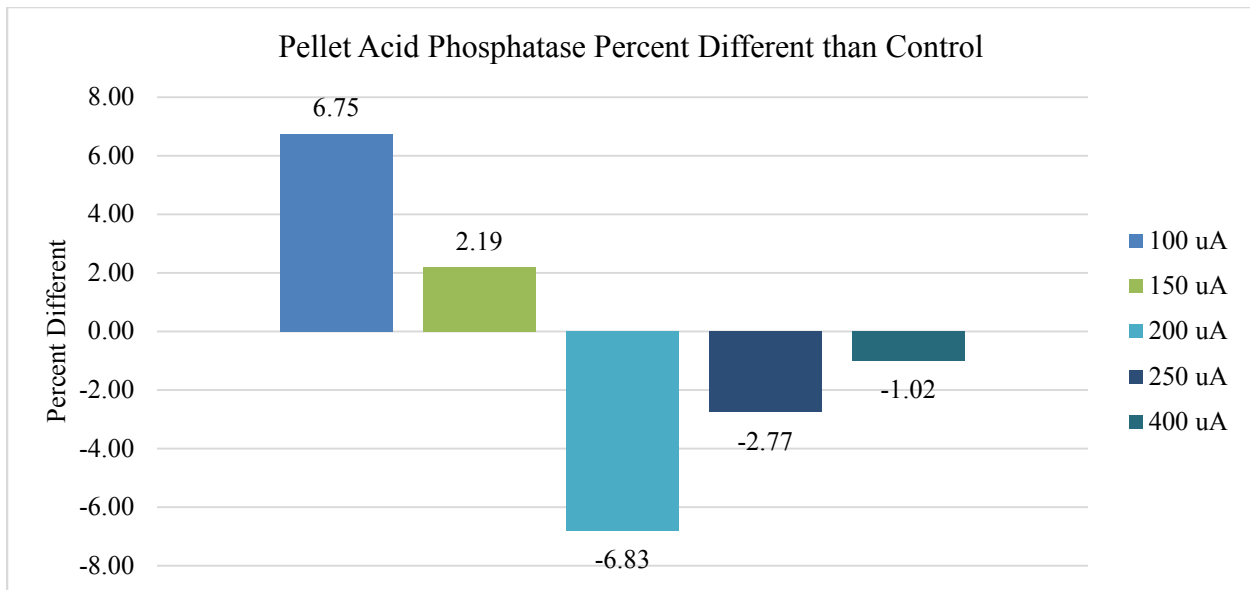 Pellet Acid Phosphatase Percent Different than Control
Percent Different
8.00
6.00
4.00
2.00
0.00
-2.00
-4.00
-6.00
-8.00
6.75
2.19
-6.83
-2.77
-1.02
100 uA
150 uA
200 uA
250 uA
400 uA